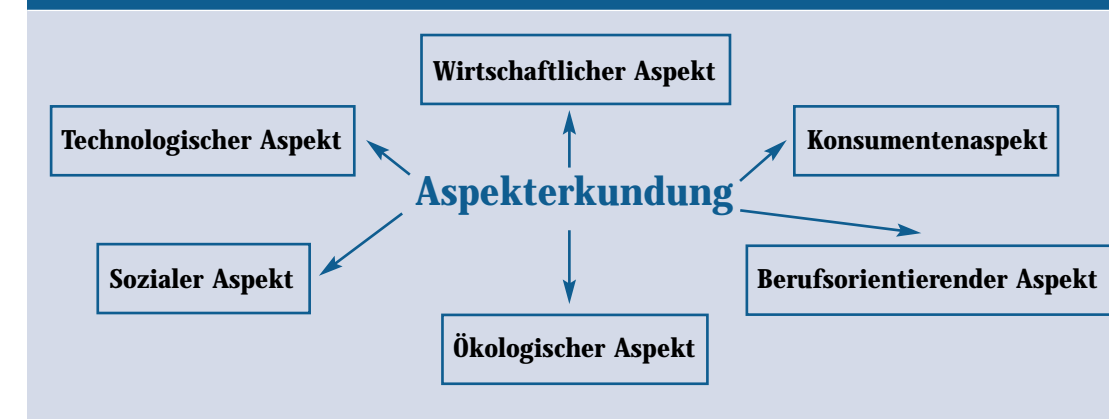 Wirtschaftlicher Aspekt
Technologischer Aspekt
Konsumentenaspekt
Aspekterkundung
Sozialer Aspekt
Berufsorientierender Aspekt
Ökologischer Aspekt